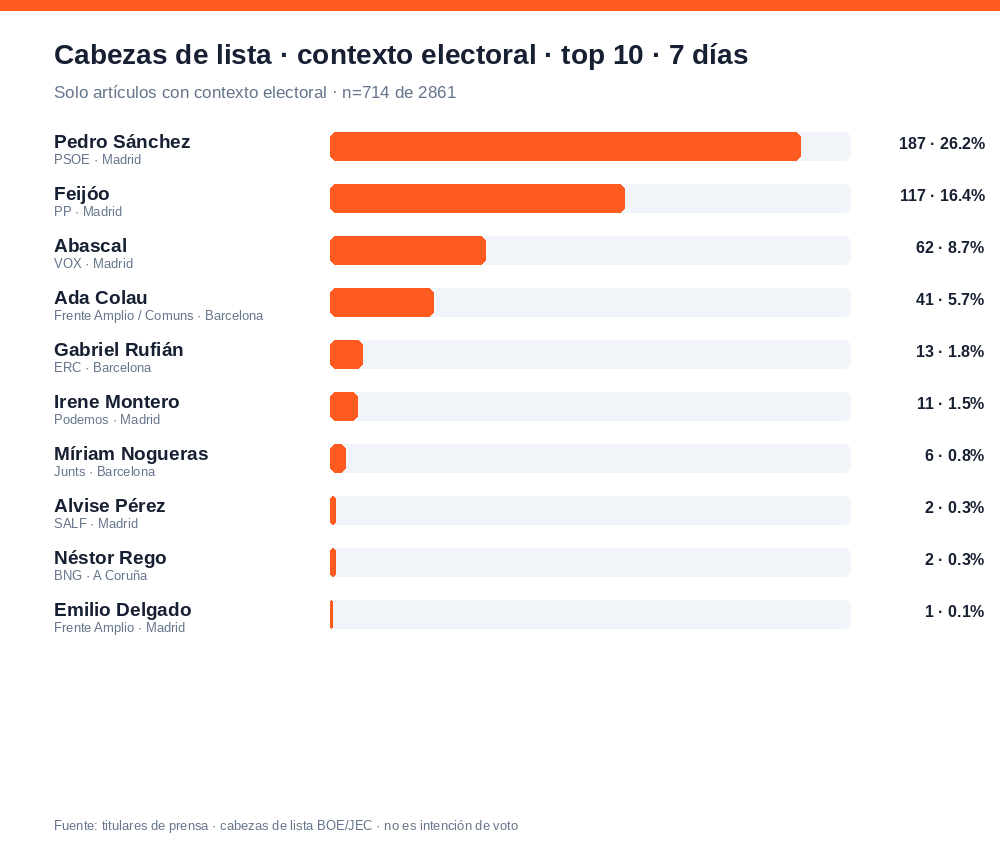 Cabezas de lista · contexto electoral · top 10 · 7 días
Solo artículos con contexto electoral · n=714 de 2861
Pedro Sánchez
PSOE · Madrid
187 · 26.2%
Feijóo
PP · Madrid
117 · 16.4%
Abascal
VOX · Madrid
62 · 8.7%
Ada Colau
Frente Amplio / Comuns · Barcelona
41 · 5.7%
Gabriel Rufián
ERC · Barcelona
13 · 1.8%
Irene Montero
Podemos · Madrid
11 · 1.5%
Míriam Nogueras
Junts · Barcelona
6 · 0.8%
Alvise Pérez
SALF · Madrid
2 · 0.3%
Néstor Rego
BNG · A Coruña
2 · 0.3%
Emilio Delgado
Frente Amplio · Madrid
1 · 0.1%
Fuente: titulares de prensa · cabezas de lista BOE/JEC · no es intención de voto